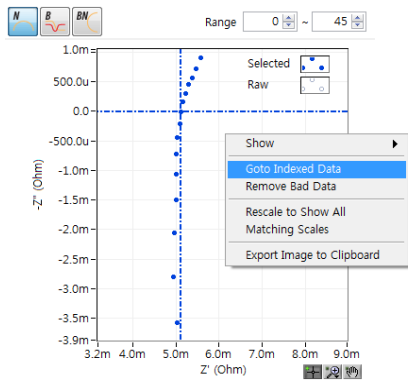 N B BN Range 0 ~ 45
1.0m
Selected
500.0u
Raw
0.0
-500.0u
Show
-1.0m
Goto Indexed Data
Remove Bad Data
-1.5m
Rescale to Show All
-2.0m
Matching Scales
-2.5m
Export Image to Clipboard
-3.0m
-3.5m
-3.9m
-Z" (Ohm)
3.2m 4.0m 5.0m 6.0m 7.0m 8.0m 9.0m
Z' (Ohm)